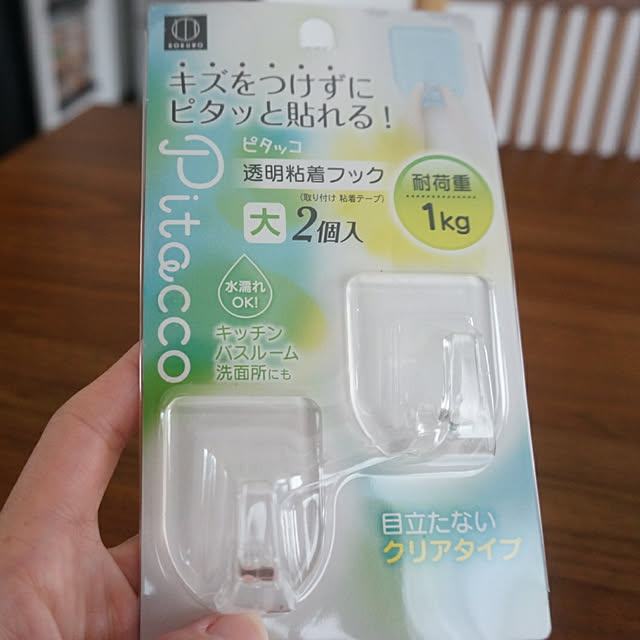 KOKUBO
キズをつけずに
ピタッと貼れる!
Pitacco
ピタッコ
透明粘着フック
(取り付け 粘着テープ)
大 2個入
耐荷重
1kg
水濡れ
OK!
キッチン
バスルーム
洗面所にも
目立たない
クリアタイプ